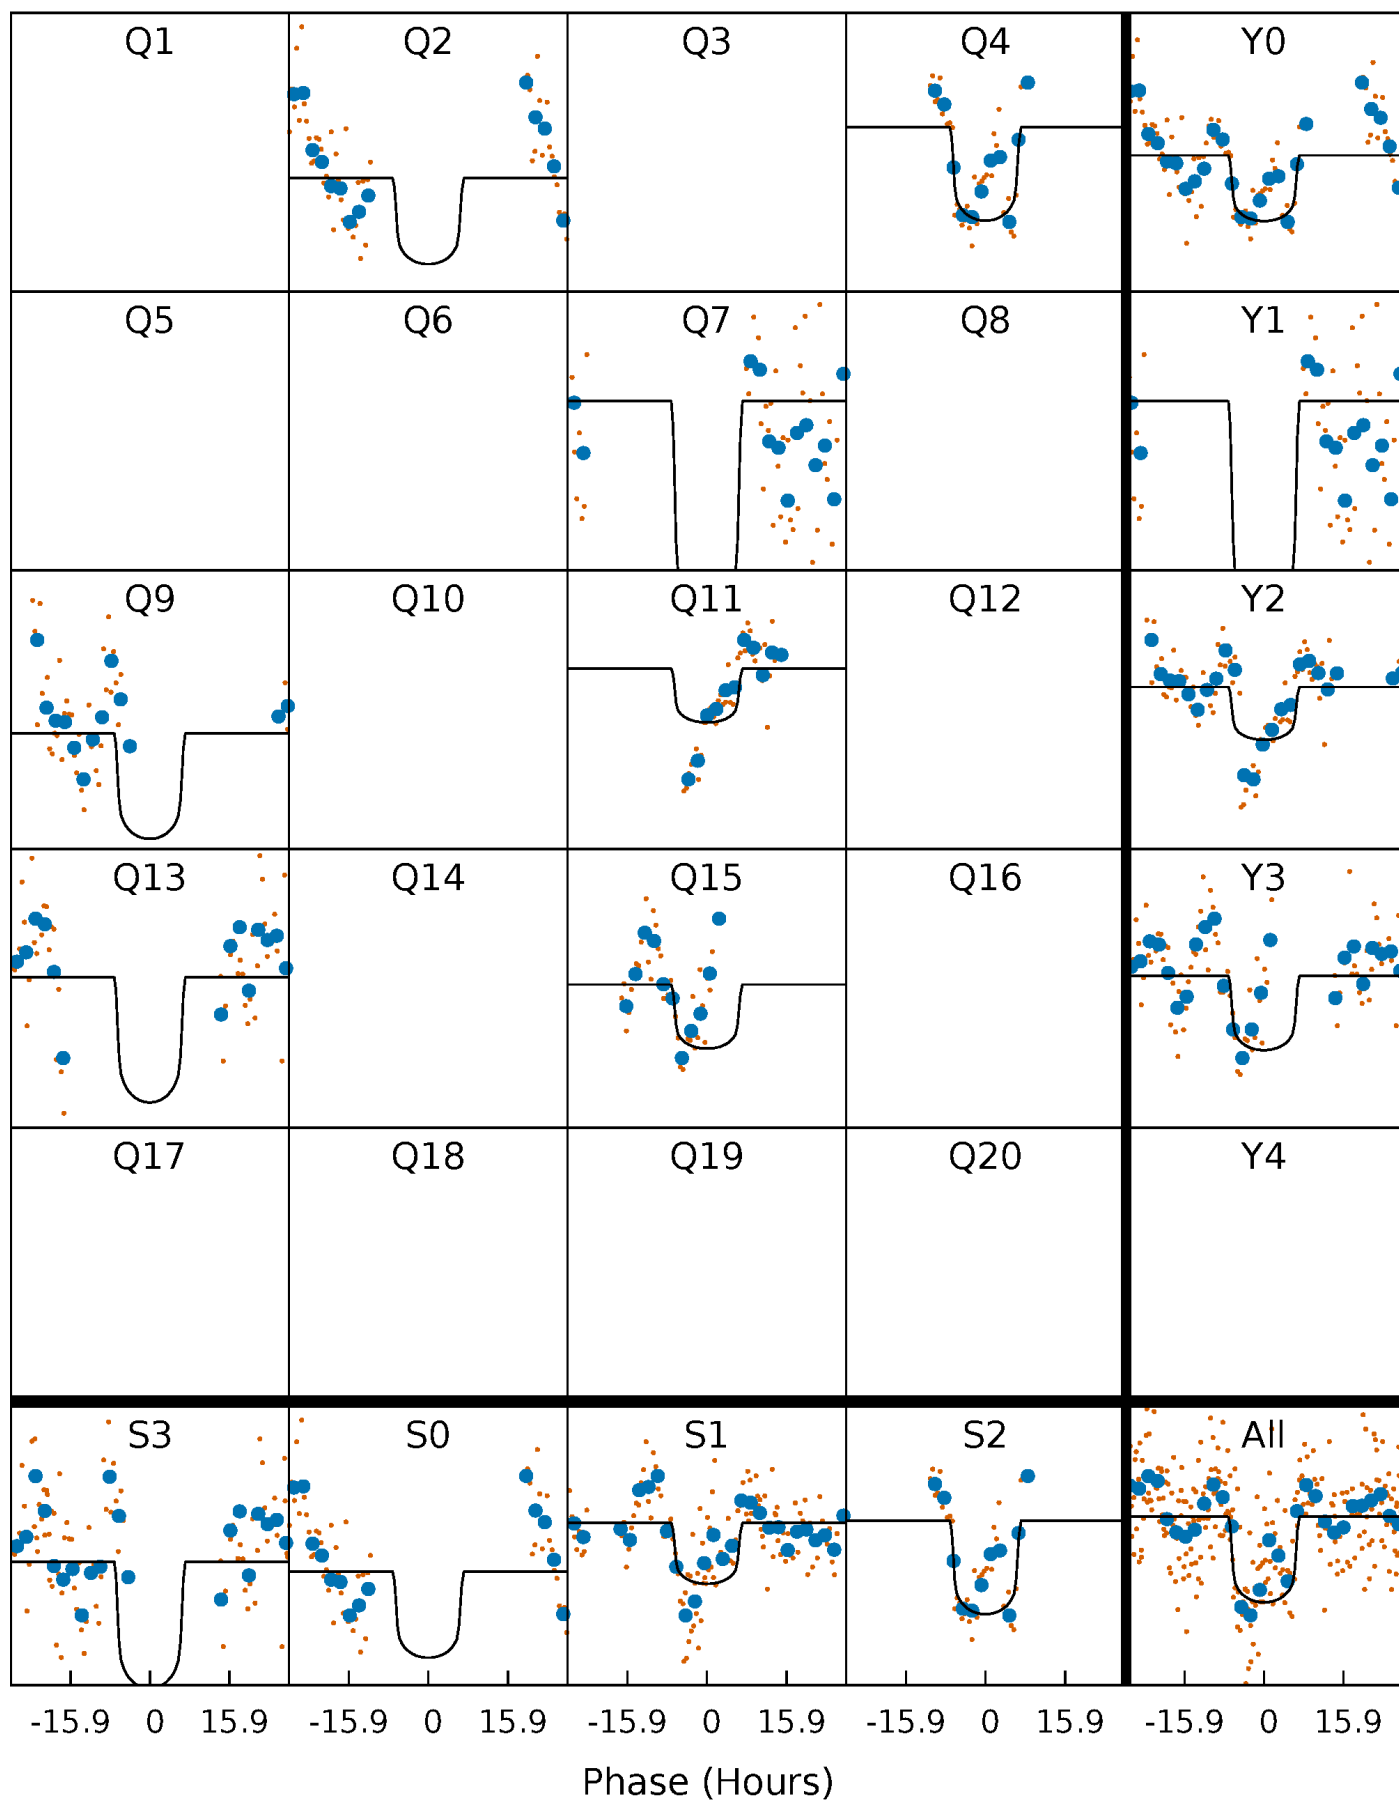 Q1 Q2 Q3 Q4 Y0
Q5 Q6 Q7 Q8 Y1
Q9 Q10 Q11 Q12 Y2
Q13 Q14 Q15 Q16 Y3
Q17 Q18 Q19 Q20 Y4
S3 S0 S1 S2 All
-15.9 0 15.9 -15.9 0 15.9 -15.9 0 15.9 -15.9 0 15.9 -15.9 0 15.9
Phase (Hours)